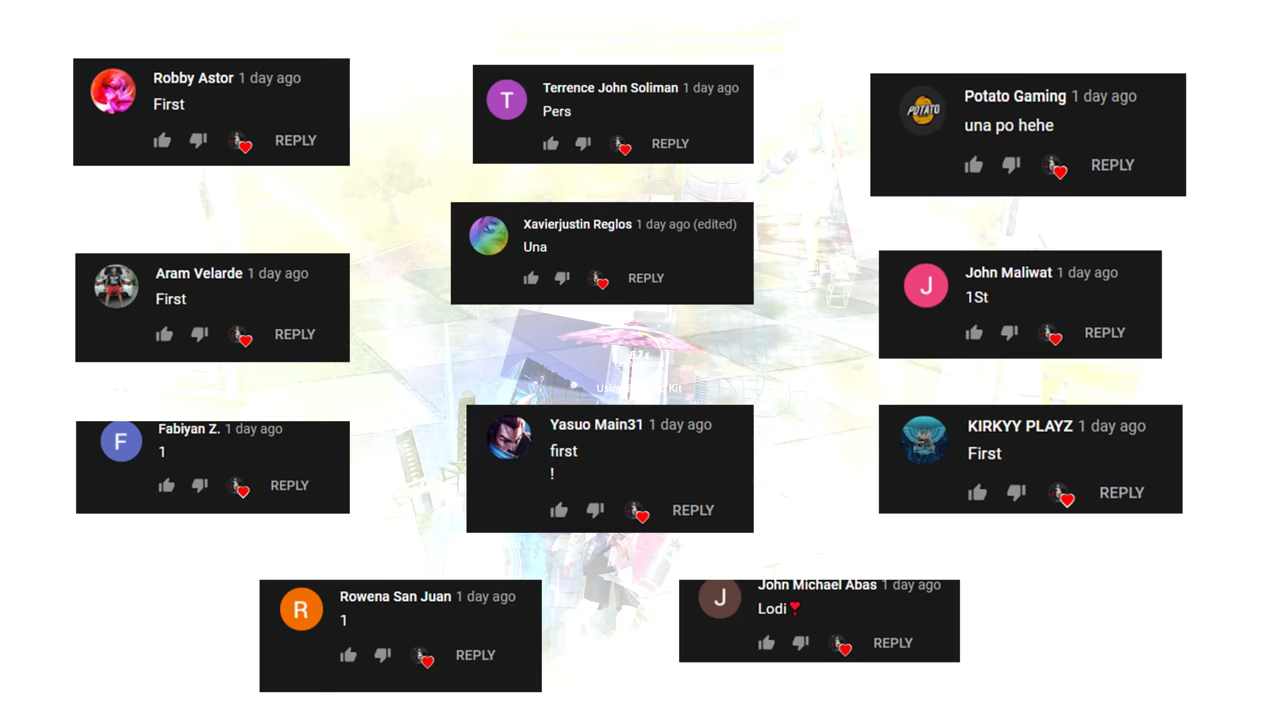 Robby Astor 1 day ago
First
REPLY
Terrence John Soliman 1 day ago
Pers
REPLY
POTATO
Potato Gaming 1 day ago
una po hehe
REPLY
Xavierjustin Reglos 1 day ago (edited)
Una
REPLY
Aram Velarde 1 day ago
First
REPLY
J
John Maliwat 1 day ago
1St
REPLY
T
F
Fabiyan Z. 1 day ago
1
REPLY
Yasuo Main31 1 day ago
first
!
REPLY
KIRKYY PLAYZ 1 day ago
First
REPLY
R
Rowena San Juan 1 day ago
1
REPLY
J
John Michael Abas 1 day ago
Lodi❣
REPLY